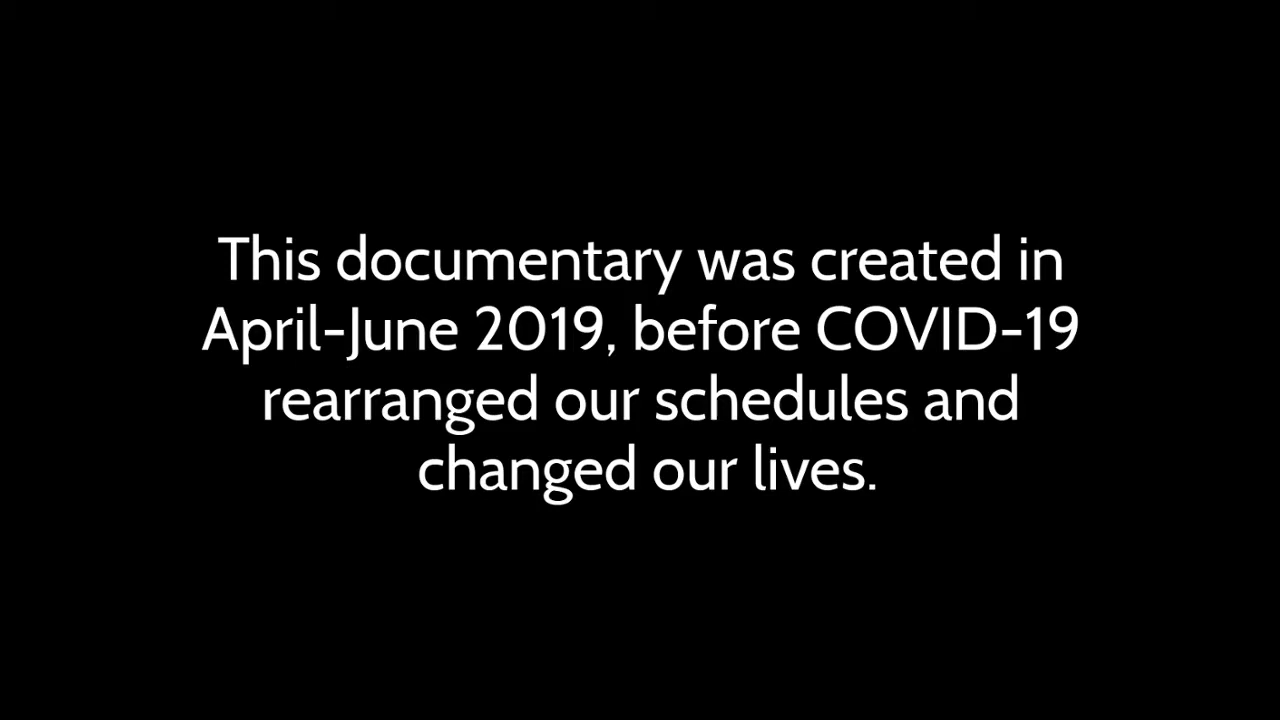 This documentary was created in
April-June 2019, before COVID-19
rearranged our schedules and
changed our lives.